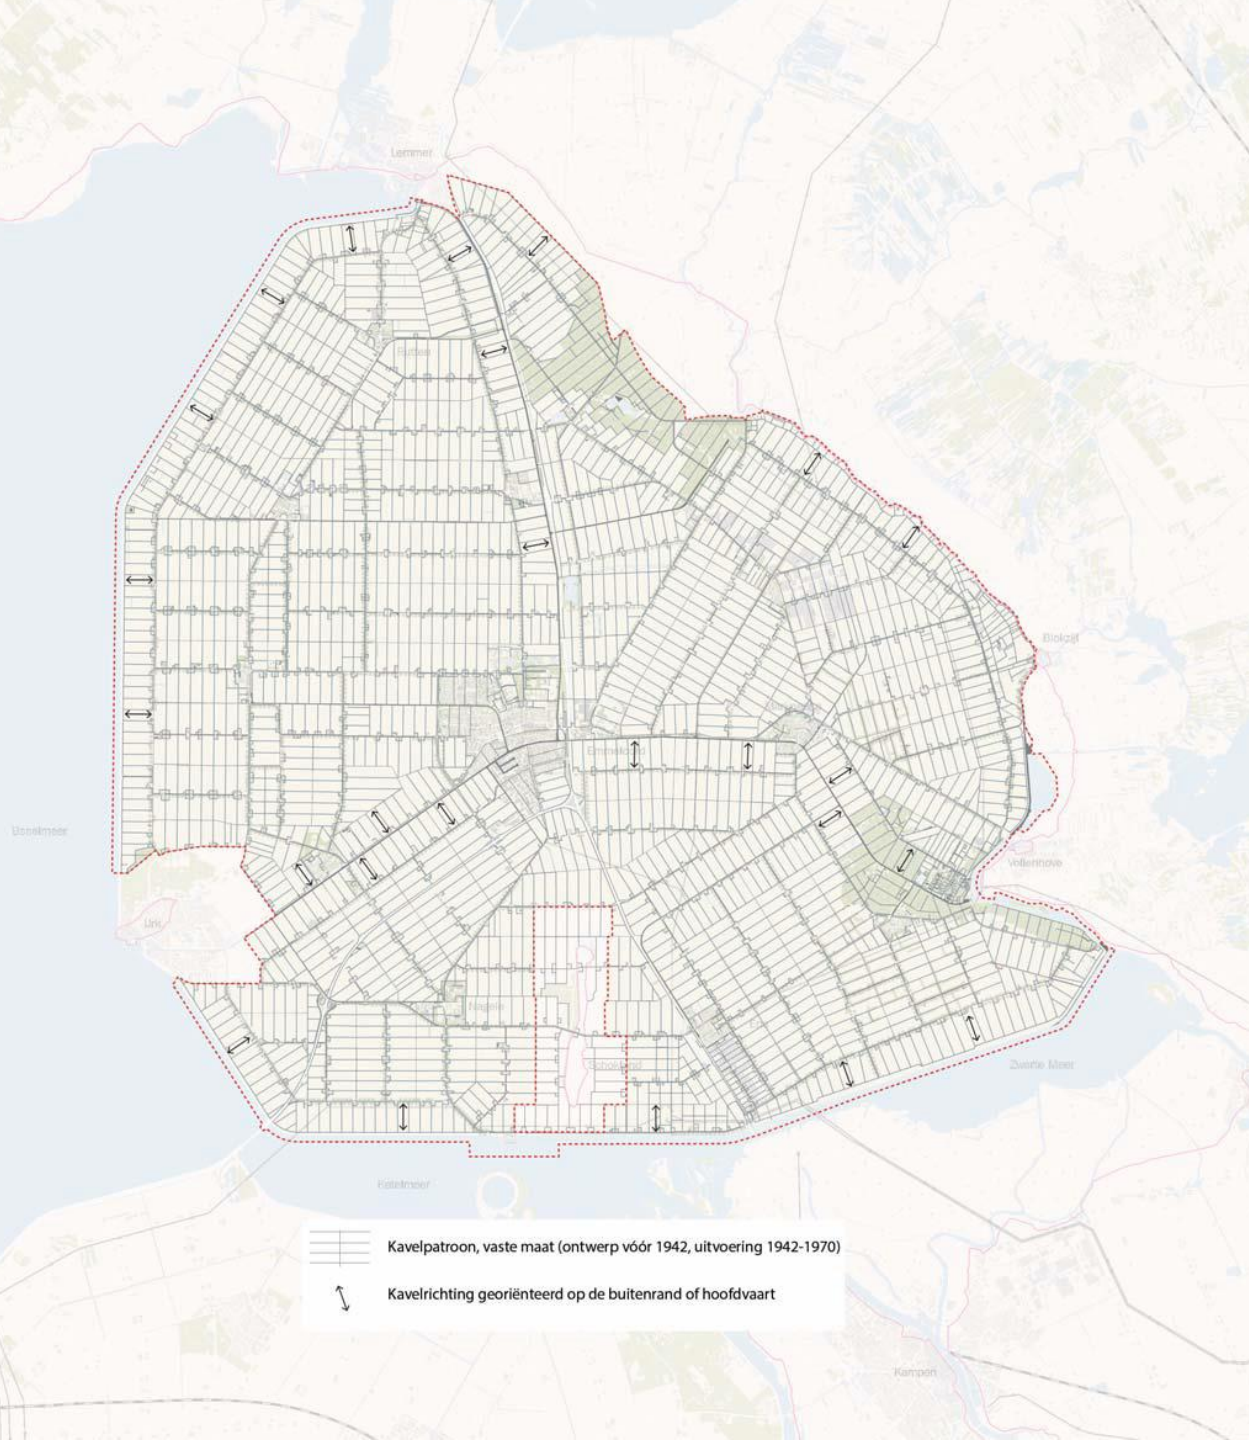 Lemmer
Rutten
Blokzijl
Emmeloord
IJsselmeer
Vollenhove
Urk
Nagele
Schokland
Zwarte Meer
Ketelmeer
Kavelpatroon, vaste maat (ontwerp vóór 1942, uitvoering 1942-1970)
Kavelrichting georiënteerd op de buitenrand of hoofdvaart
Kampen